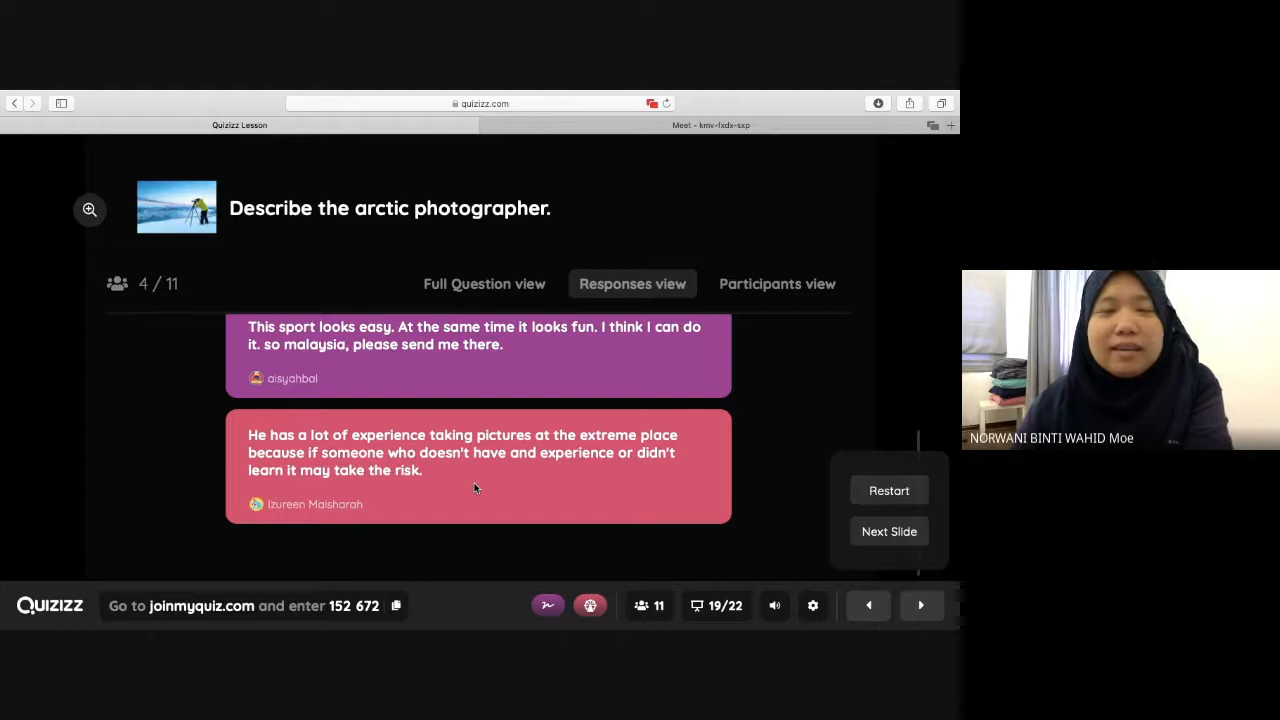 quizizz.com
Quizizz Lesson
Meet - kmv-fxdx-sxp
Describe the arctic photographer.
4 / 11
Full Question view
Responses view
Participants view
This sport looks easy. At the same time it looks fun. I think I can do
it. so malaysia, please send me there.
aisyahbal
He has a lot of experience taking pictures at the extreme place
because if someone who doesn't have and experience or didn't
learn it may take the risk.
Izureen Maisharah
Restart
Next Slide
NORWANI BINTI WAHID Moe
QUIZIZZ
Go to joinmyquiz.com and enter 152 672
11
19/22